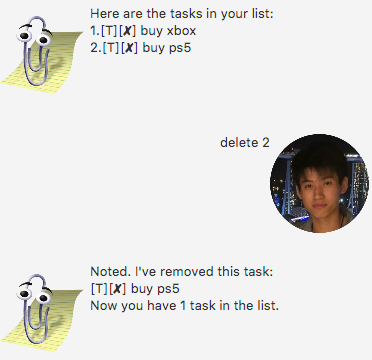 Here are the tasks in your list:
1.[T][✘] buy xbox
2.[T][✘] buy ps5
delete 2
Noted. I've removed this task:
[T][✘] buy ps5
Now you have 1 task in the list.